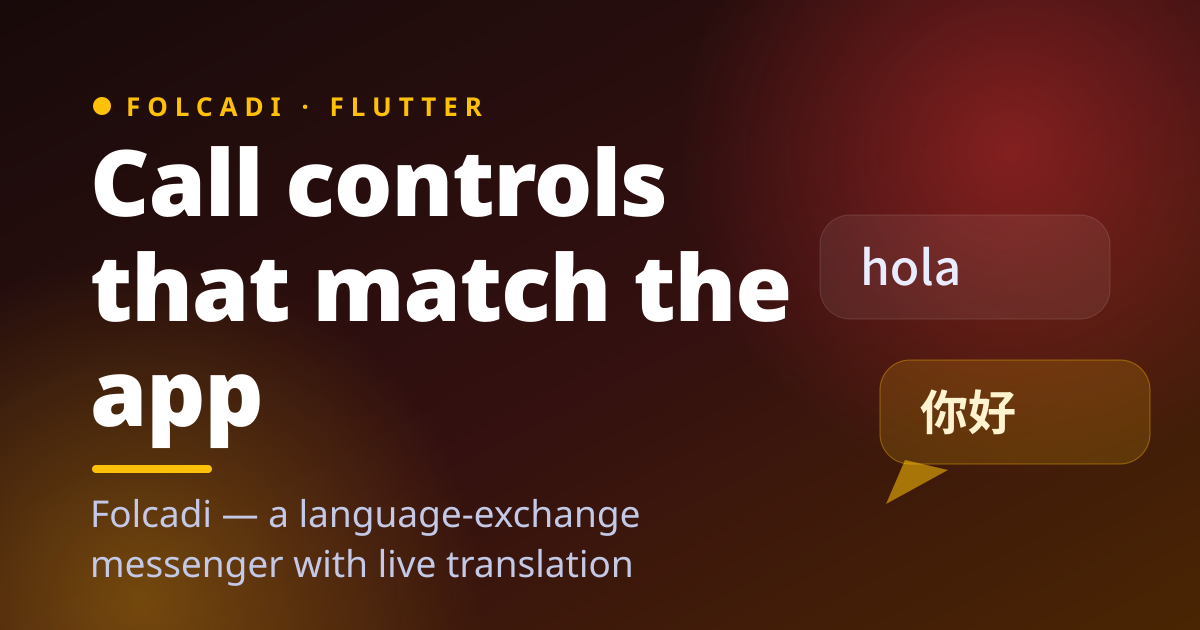 FOLCADI · FLUTTER
Call controls
that match the
app
Folcadi — a language-exchange
messenger with live translation
hola
你好